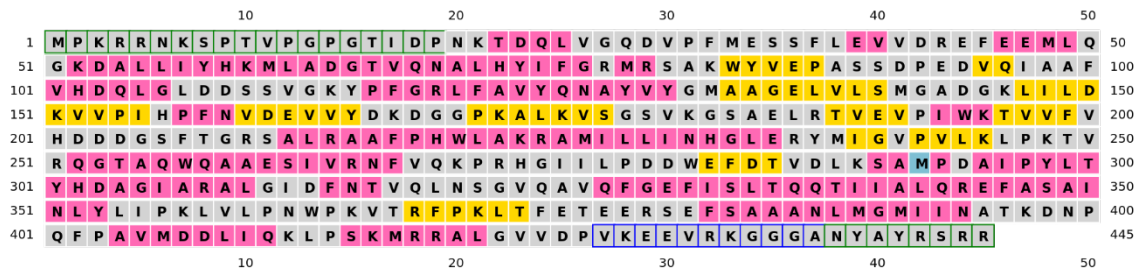 10 20 30 40 50
1 M P K R R N K S P T V P G P G T I D P N K T D Q L V G Q D V P F M E S S F L E V V D R E F E E M L Q 50
51 G K D A L L I Y H K M L A D G T V Q N A L H Y I F G R M R S A K W Y V E P A S S D P E D V Q I A A F 100
101 V H D Q L G L D D S S V G K Y P F G R L F A V Y Q N A Y V Y G M A A G E L V L S M G A D G K L I L D 150
151 K V V P I H P F N V D E V V Y D K D G G P K A L K V S G S V K G S A E L R T V E V P I W K T V V F V 200
201 H D D D G S F T G R S A L R A A F P H W L A K R A M I L L I N H G L E R Y M I G V P V L K L P K T V 250
251 R Q G T A Q W Q A A E S I V R N F V Q K P R H G I I L P D D W E F D T V D L K S A M P D A I P Y L T 300
301 Y H D A G I A R A L G I D F N T V Q L N S G V Q A V Q F G E F I S L T Q Q T I I A L Q R E F A S A I 350
351 N L Y L I P K L V L P N W P K V T R F P K L T F E T E E R S E F S A A A N L M G M I I N A T K D N P 400
401 Q F P A V M D D L I Q K L P S K M R R A L G V V D P V K E E V R K G G G A N Y A Y R S R R 445
10 20 30 40 50